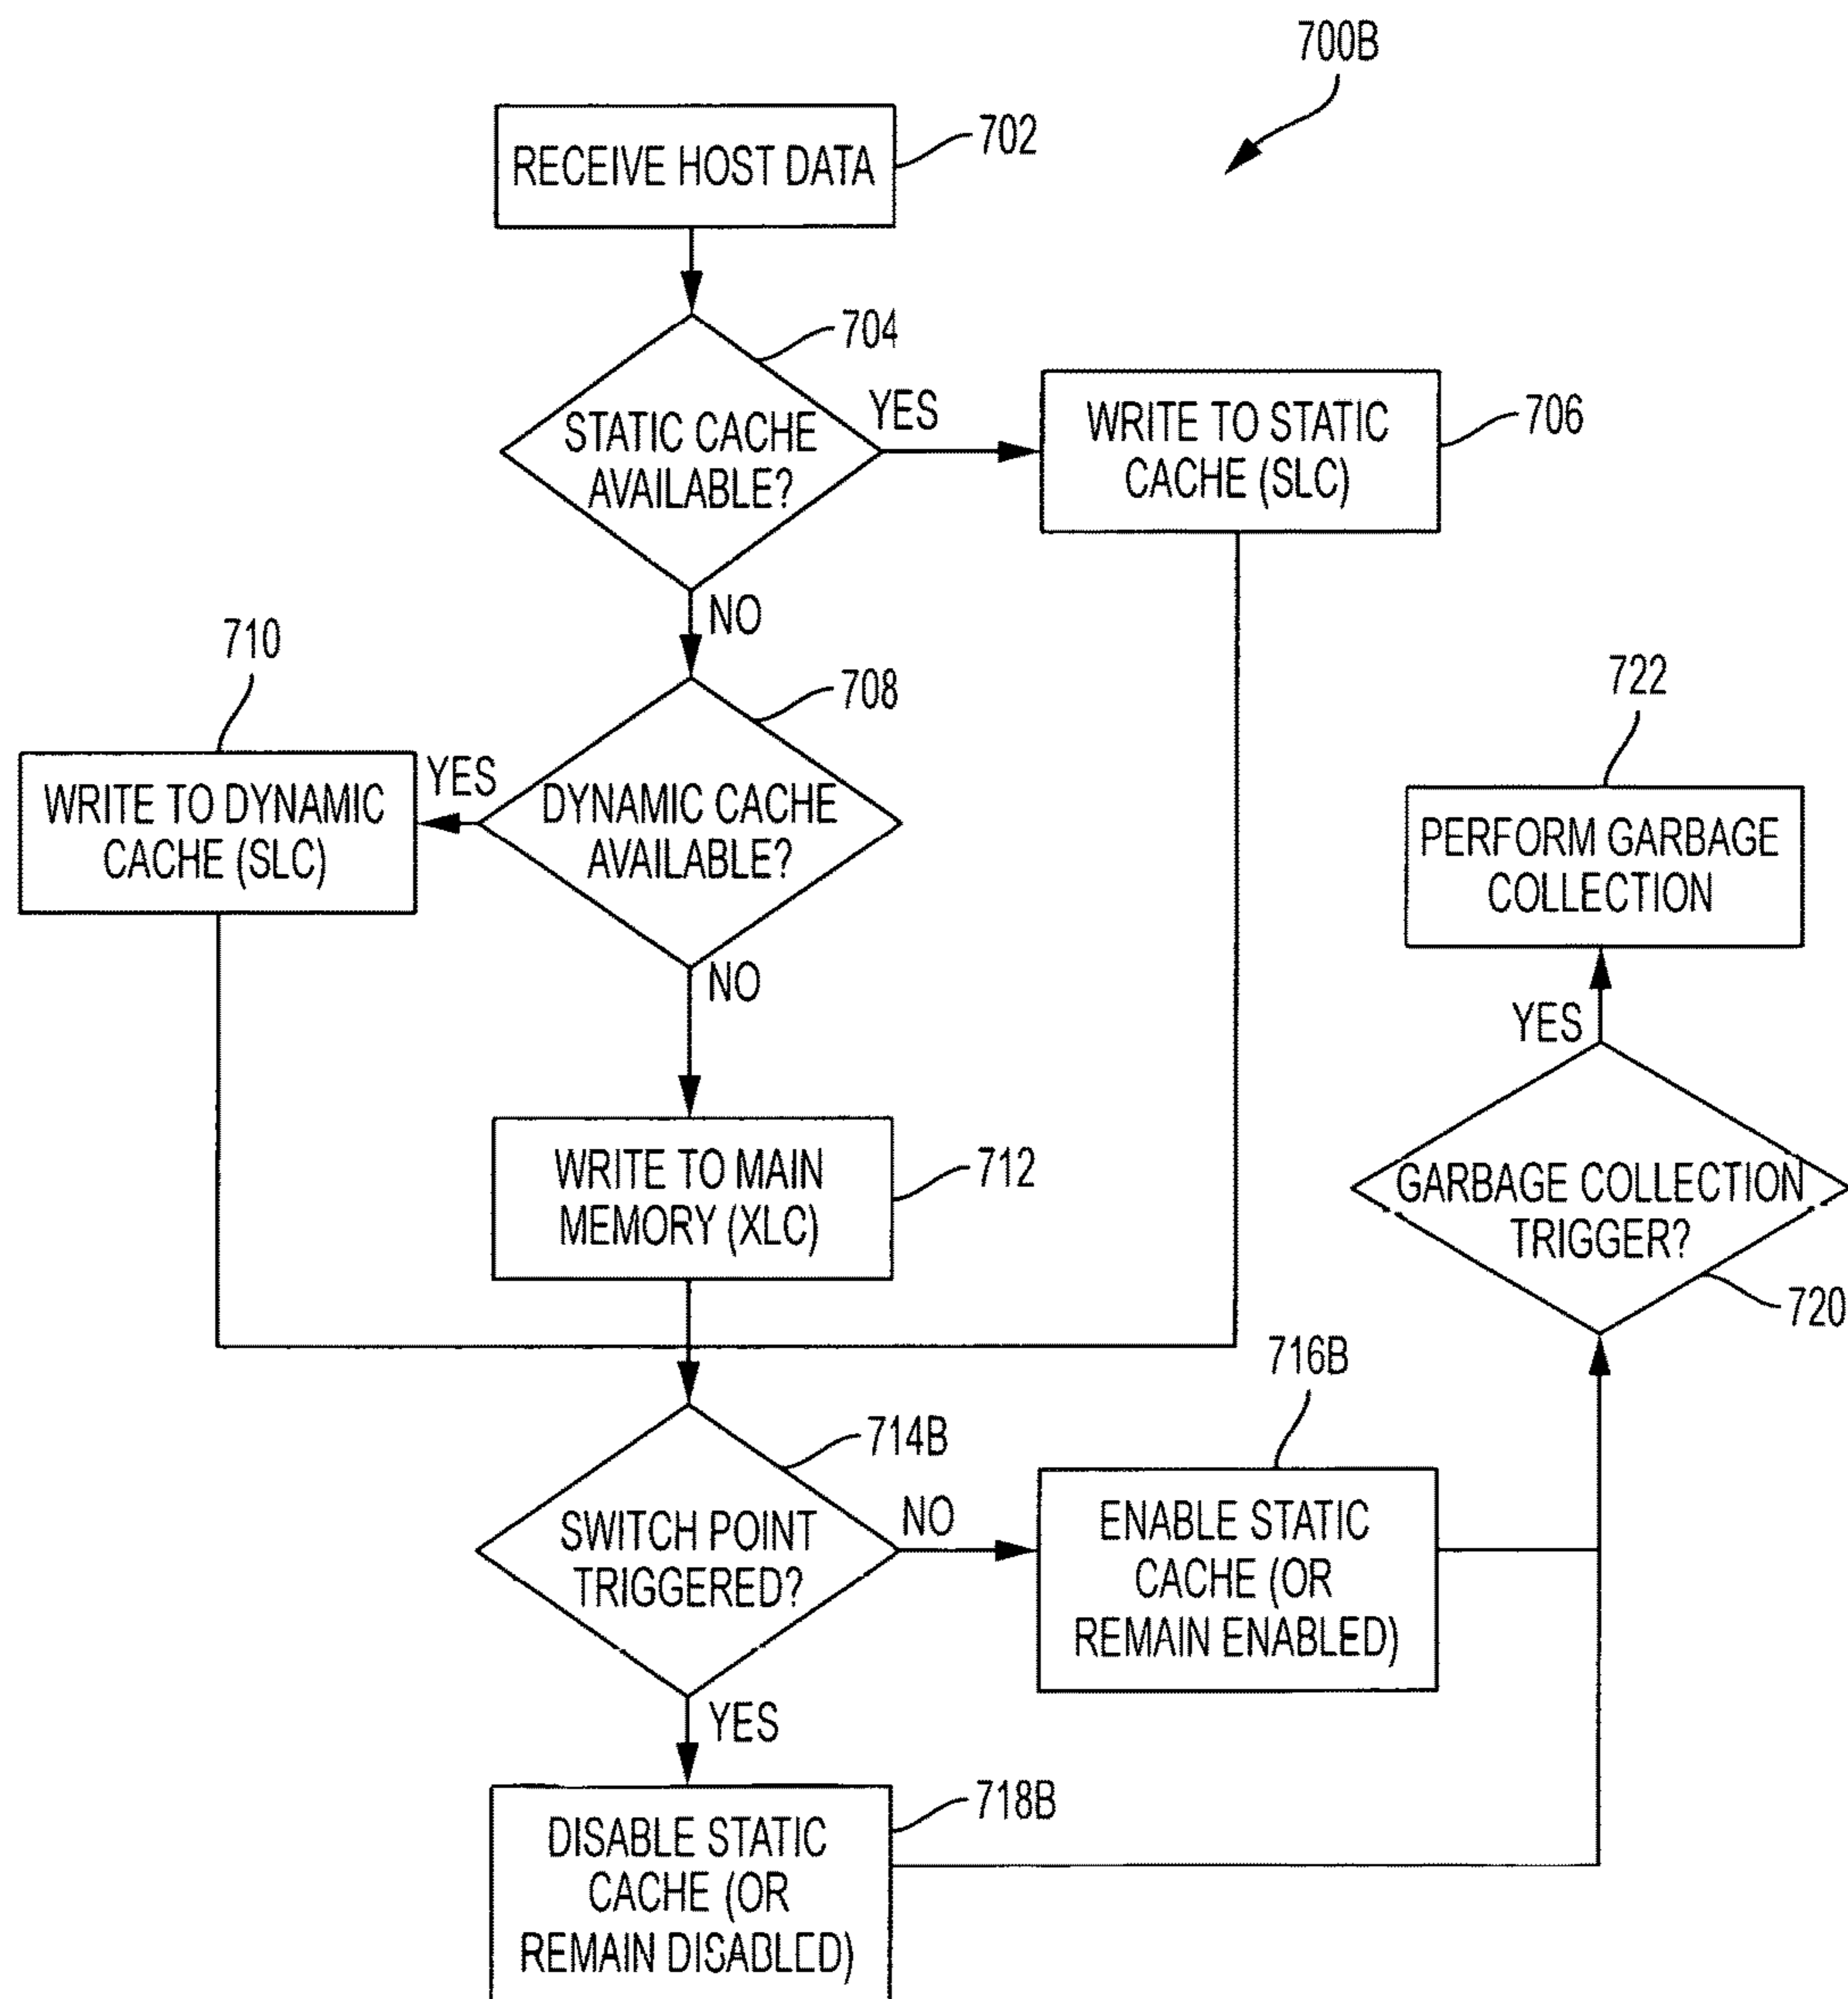 700B
RECEIVE HOST DATA
702
704
STATIC CACHE
AVAILABLE?
YES
WRITE TO STATIC
CACHE (SLC)
706
NO
710
708
722
WRITE TO DYNAMIC
CACHE (SLC)
YES
DYNAMIC CACHE
AVAILABLE?
PERFORM GARBAGE
COLLECTION
NO
YES
WRITE TO MAIN
MEMORY (XLC)
712
GARBAGE COLLECTION
TRIGGER?
720
716B
714B
SWITCH POINT
TRIGGERED?
NO
ENABLE STATIC
CACHE (OR
REMAIN ENABLED)
YES
718B
DISABLE STATIC
CACHE (OR
REMAIN DISABLED)